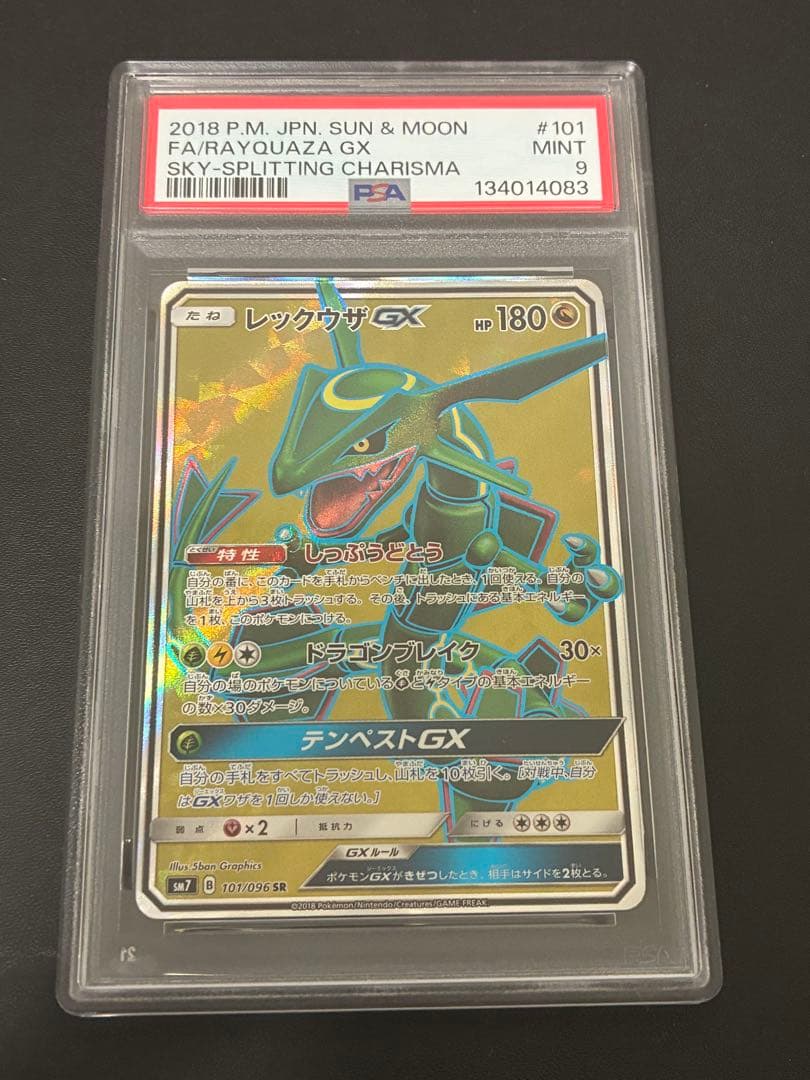 2018 P.M. JPN. SUN & MOON #101
FA/RAYQUAZA GX MINT
SKY-SPLITTING CHARISMA 9
PSA 134014083
たね レックウザGX HP 180
とくせい 特性 しっぷうどとう
自分の番に、このカードを手札からベンチに出したとき、1回使える。自分の
山札を上から3枚トラッシュする。その後、トラッシュにある基本エネルギー
を1枚、このポケモンにつける。
ドラゴンブレイク 30×
自分の場のポケモンについている と タイプの基本エネルギー
の数×30ダメージ。
テンペストGX
自分の手札をすべてトラッシュし、山札を10枚引く。[対戦中、自分
はGXワザを1回しか使えない。]
弱点 ×2 抵抗力 にげる
GXルール
ポケモンGXがきぜつしたとき、相手はサイドを2枚とる。
Illus. 5ban Graphics
SM7 B 101/096 SR
©2018 Pokémon/Nintendo/Creatures/GAME FREAK.